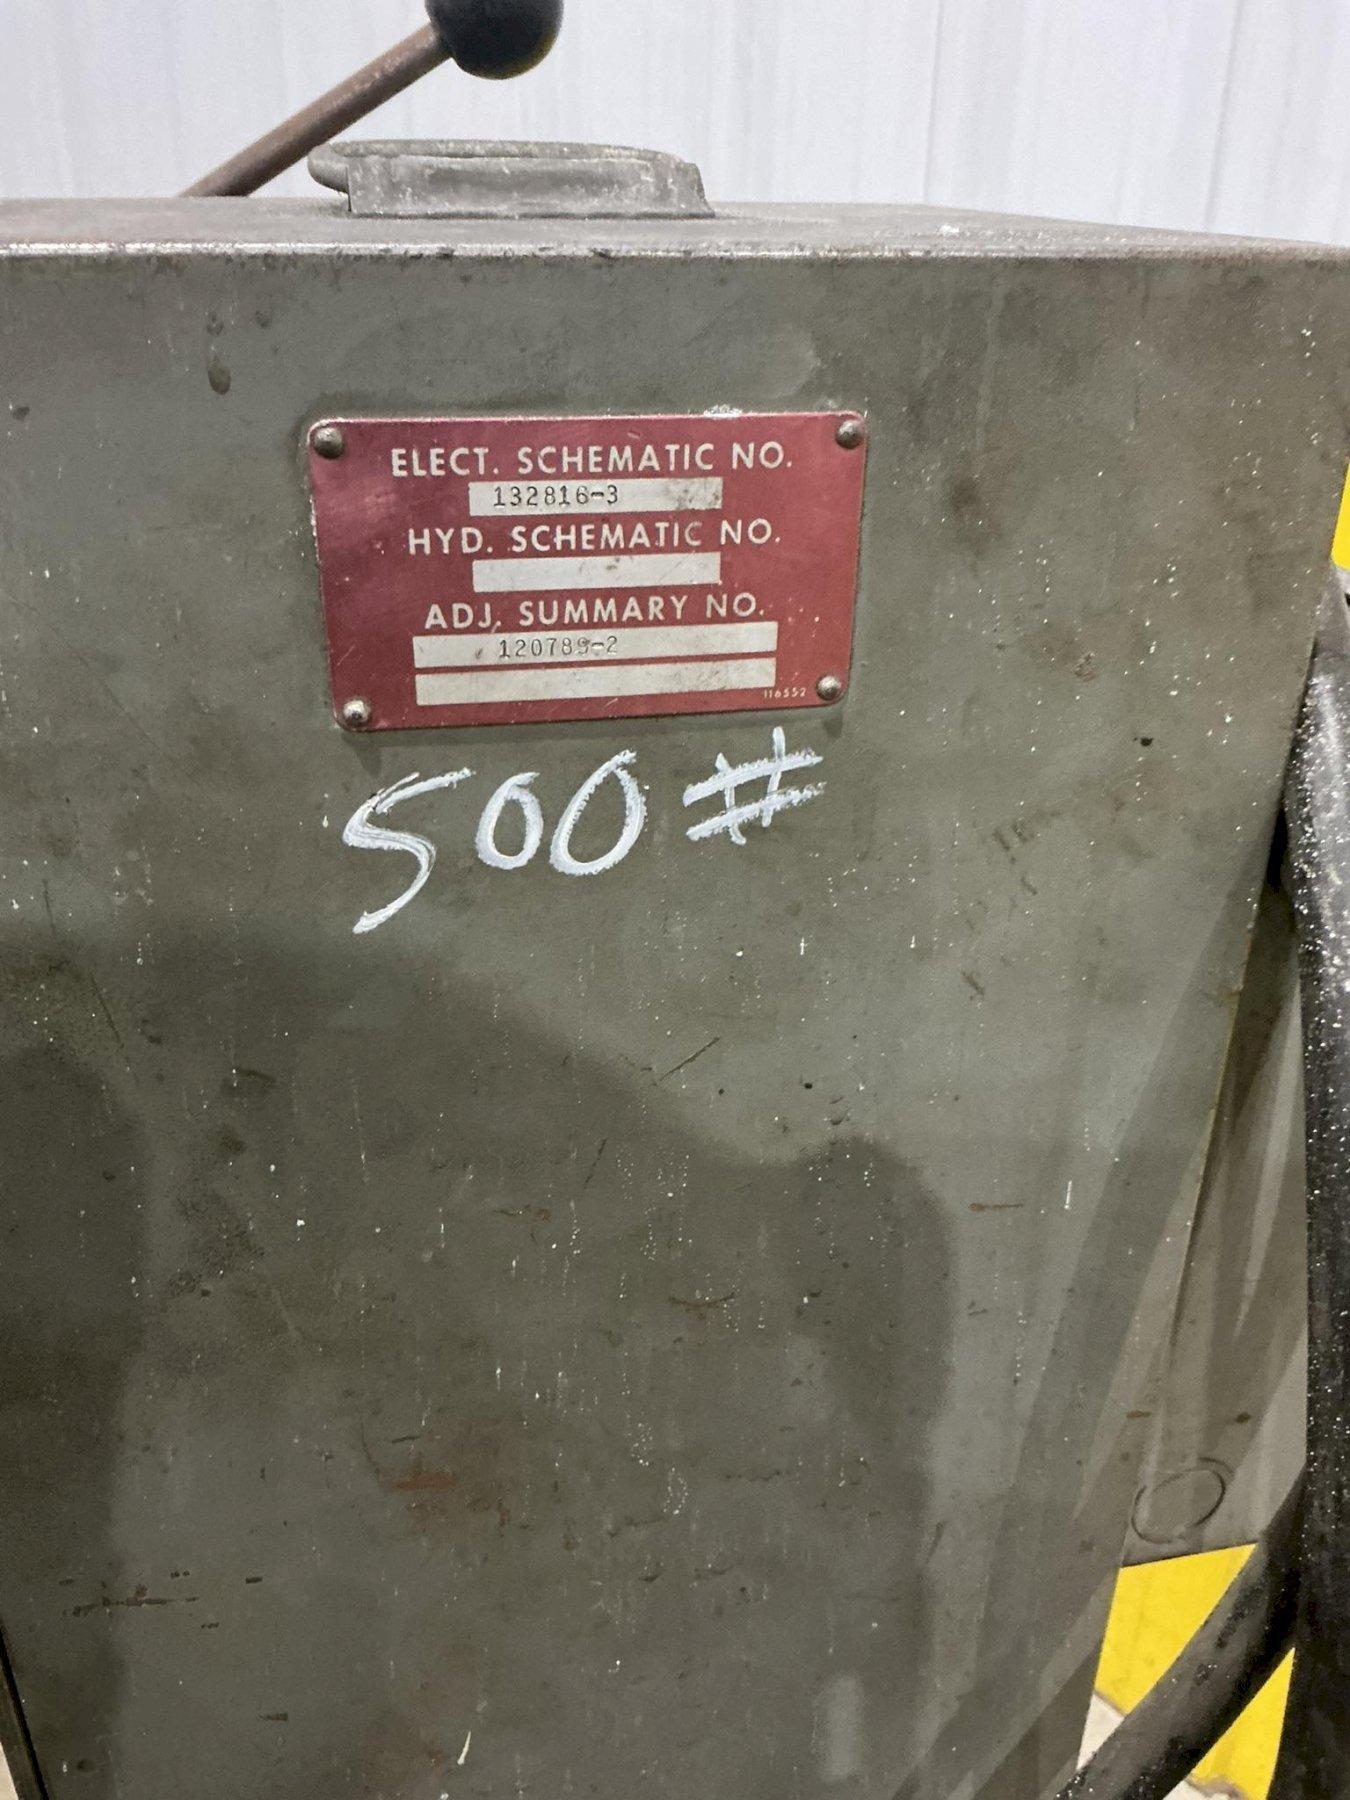 ELECT. SCHEMATIC NO.
132816-3
HYD. SCHEMATIC NO.
ADJ. SUMMARY NO.
120789-2
116552
500#